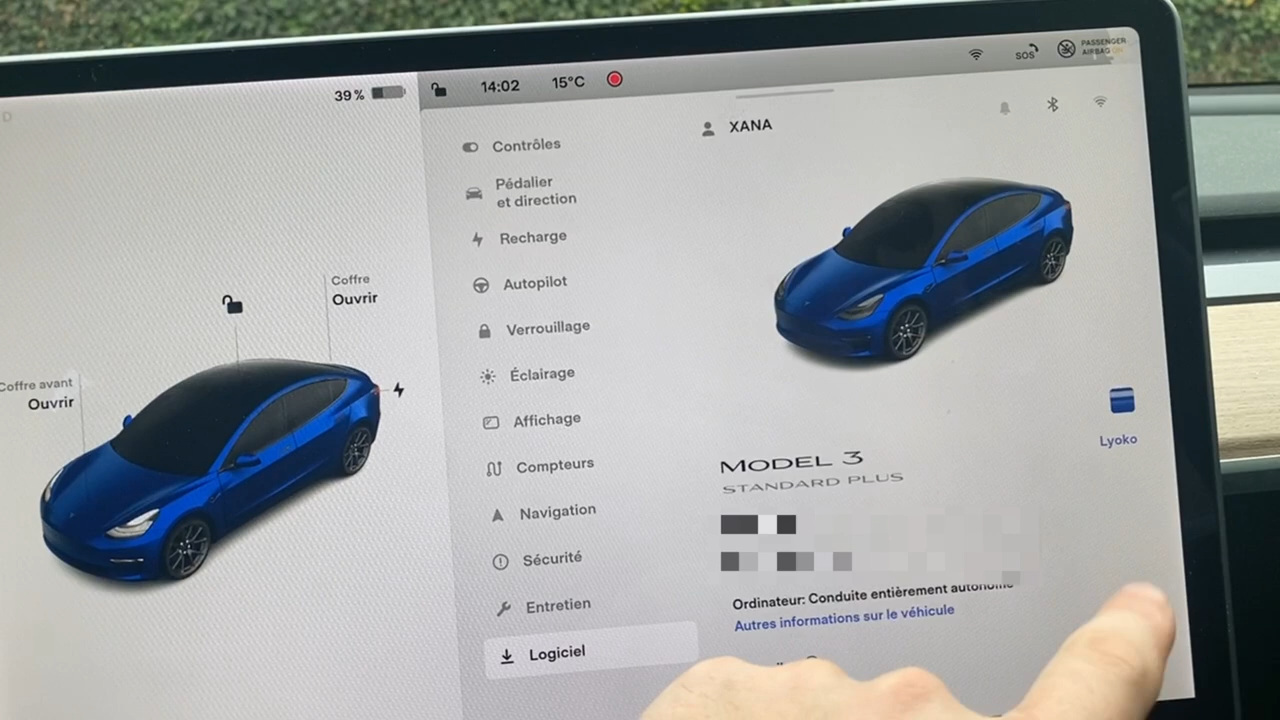 D
39 %
14:02 15°C
SOS
PASSENGER
AIRBAG
XANA
Coffre
Ouvrir
Coffre avant
Ouvrir
Contrôles
Pédalier
et direction
Recharge
Autopilot
Verrouillage
Éclairage
Affichage
Compteurs
Navigation
Sécurité
Entretien
Logiciel
Lyoko
MODEL 3
STANDARD PLUS
Ordinateur: Conduite entièrement autonome
Autres informations sur le véhicule